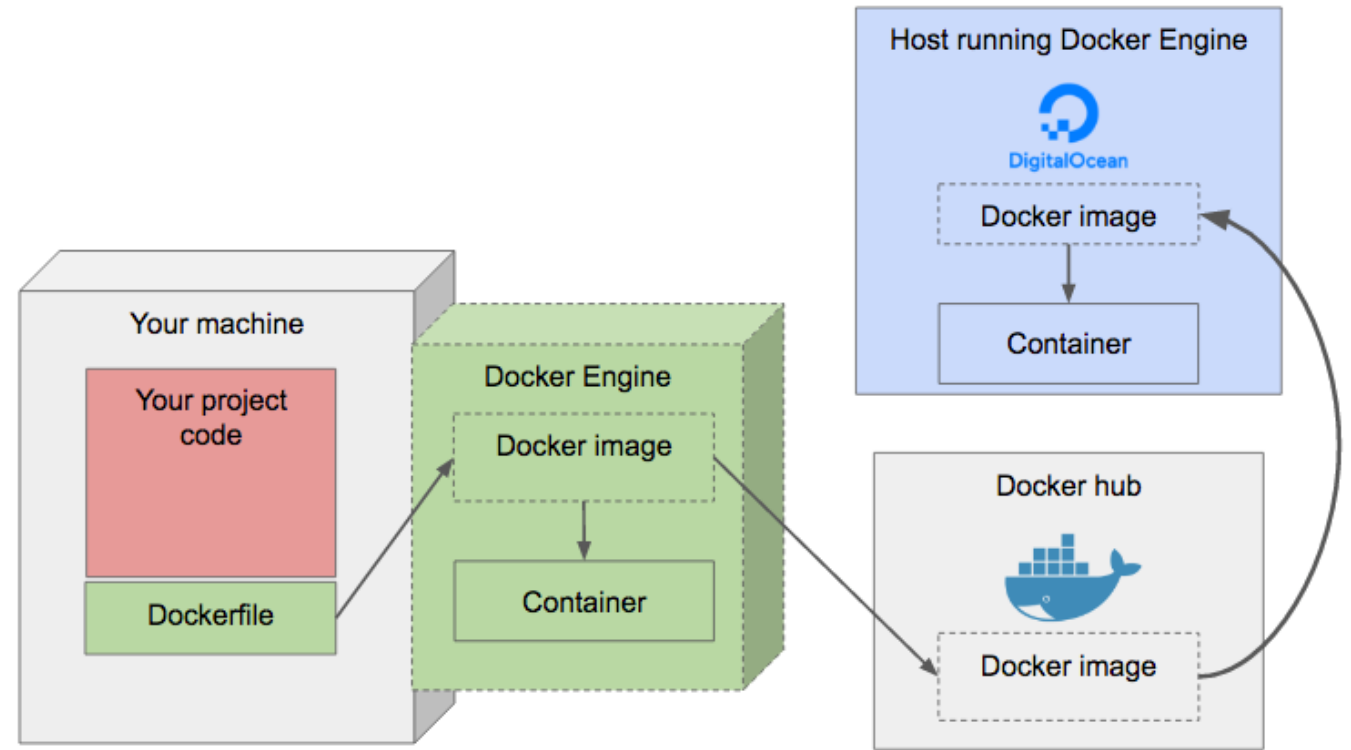 Host running Docker Engine
DigitalOcean
Docker image
Container
Your machine
Your project
code
Dockerfile
Docker Engine
Docker image
Container
Docker hub
Docker image